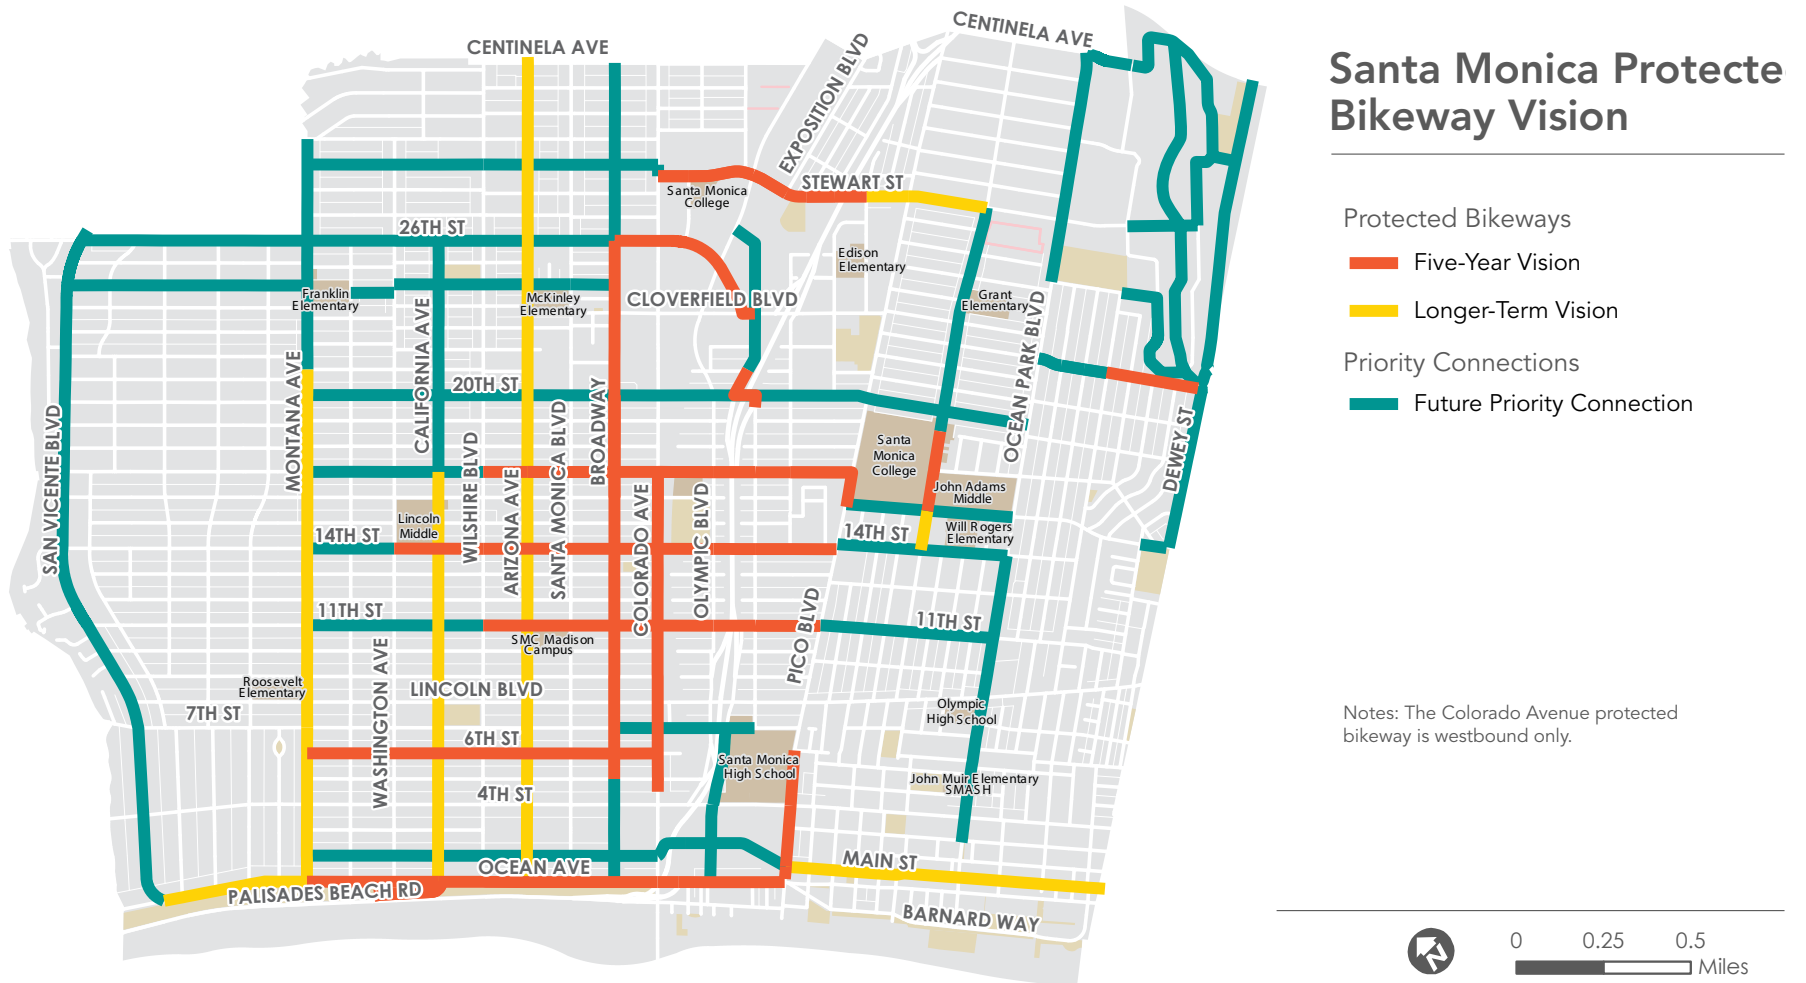 CENTINELA AVE
CENTINELA AVE
EXPOSITION BLVD
STEWART ST
Santa Monica
College
26TH ST
Edison
Elementary
Franklin
Elementary
McKinley
Elementary
CLOVERFIELD BLVD
Grant
Elementary
CALIFORNIA AVE
MONTANA AVE
20TH ST
OCEAN PARK BLVD
SAN VICENTE BLVD
WILSHIRE BLVD
ARIZONA AVE
SANTA MONICA BLVD
BROADWAY
COLORADO AVE
OLYMPIC BLVD
Santa
Monica
College
DEWEY ST
John Adams
Middle
Lincoln
Middle
14TH ST
14TH ST
Will Rogers
Elementary
11TH ST
11TH ST
PICO BLVD
SMC Madison
Campus
WASHINGTON AVE
Roosevelt
Elementary
LINCOLN BLVD
7TH ST
Olympic
High School
6TH ST
Santa Monica
High School
John Muir Elementary
SMASH
4TH ST
OCEAN AVE
MAIN ST
PALISADES BEACH RD
BARNARD WAY
Santa Monica Protecte
Bikeway Vision
Protected Bikeways
Five-Year Vision
Longer-Term Vision
Priority Connections
Future Priority Connection
Notes: The Colorado Avenue protected
bikeway is westbound only.
N
0 0.25 0.5
Miles